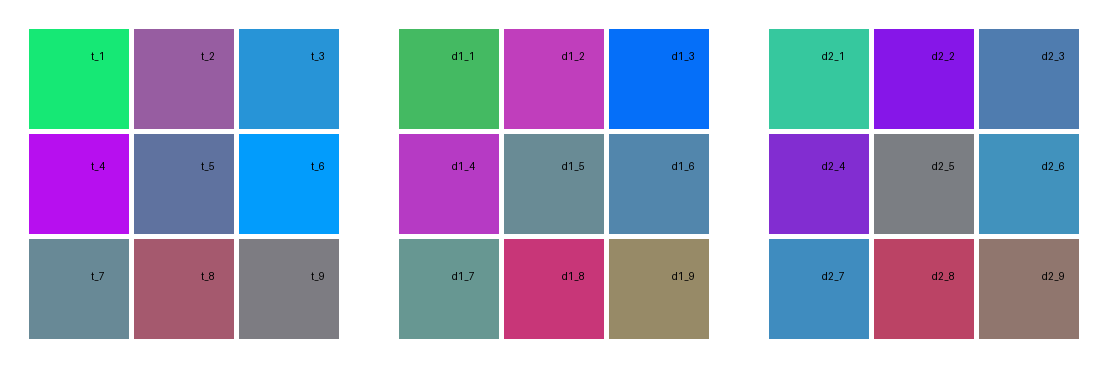 t_1 t_2 t_3 d1_1 d1_2 d1_3 d2_1 d2_2 d2_3
t_4 t_5 t_6 d1_4 d1_5 d1_6 d2_4 d2_5 d2_6
t_7 t_8 t_9 d1_7 d1_8 d1_9 d2_7 d2_8 d2_9